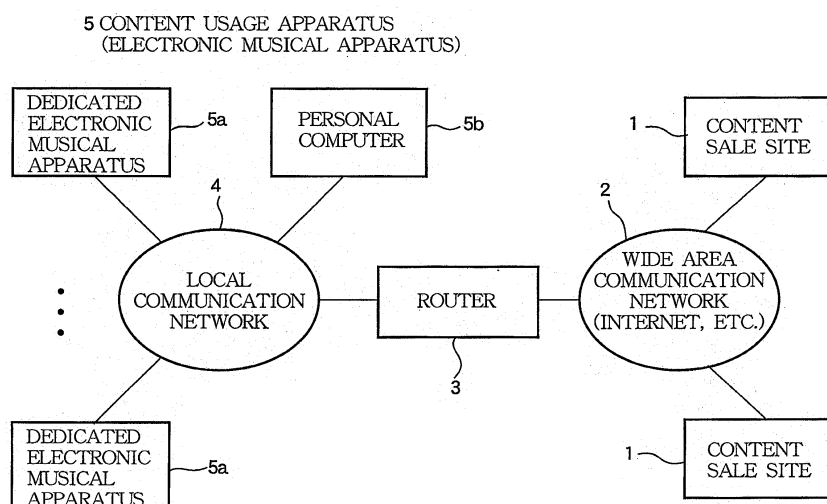 5 CONTENT USAGE APPARATUS
(ELECTRONIC MUSICAL APPARATUS)
DEDICATED
ELECTRONIC
MUSICAL
APPARATUS
5a
PERSONAL
COMPUTER
5b
1
CONTENT
SALE SITE
4
LOCAL
COMMUNICATION
NETWORK
ROUTER
3
2
WIDE AREA
COMMUNICATION
NETWORK
(INTERNET, ETC.)
DEDICATED
ELECTRONIC
MUSICAL
APPARATUS
5a
1
CONTENT
SALE SITE